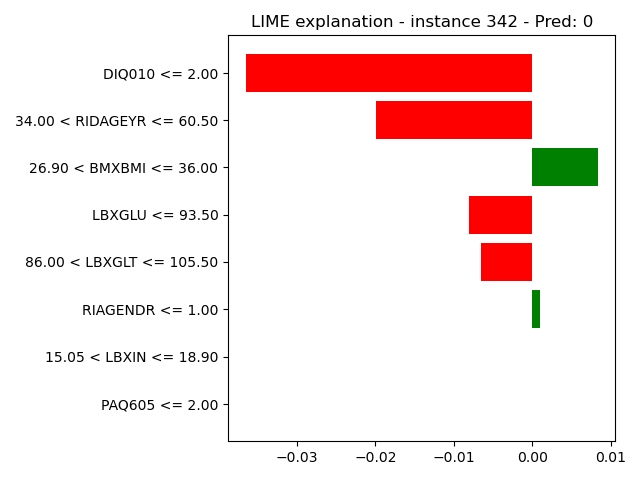 LIME explanation - instance 342 - Pred: 0
DIQ010 <= 2.00
34.00 < RIDAGEYR <= 60.50
26.90 < BMXBMI <= 36.00
LBXGLU <= 93.50
86.00 < LBXGLT <= 105.50
RIAGENDR <= 1.00
15.05 < LBXIN <= 18.90
PAQ605 <= 2.00
−0.03 −0.02 −0.01 0.00 0.01